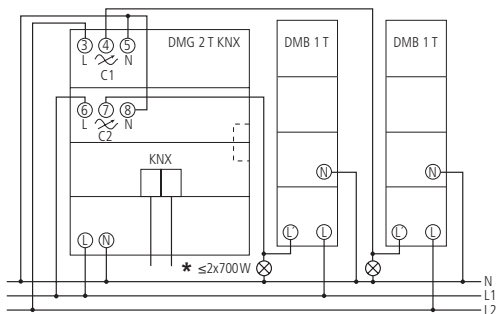 3 4 5 DMG 2 T KNX DMB 1 T DMB 1 T
L N
C1
6 7 8
L N
C2
KNX
N N
L N L' L L' L
* ≤2x700W
N
L1
L2